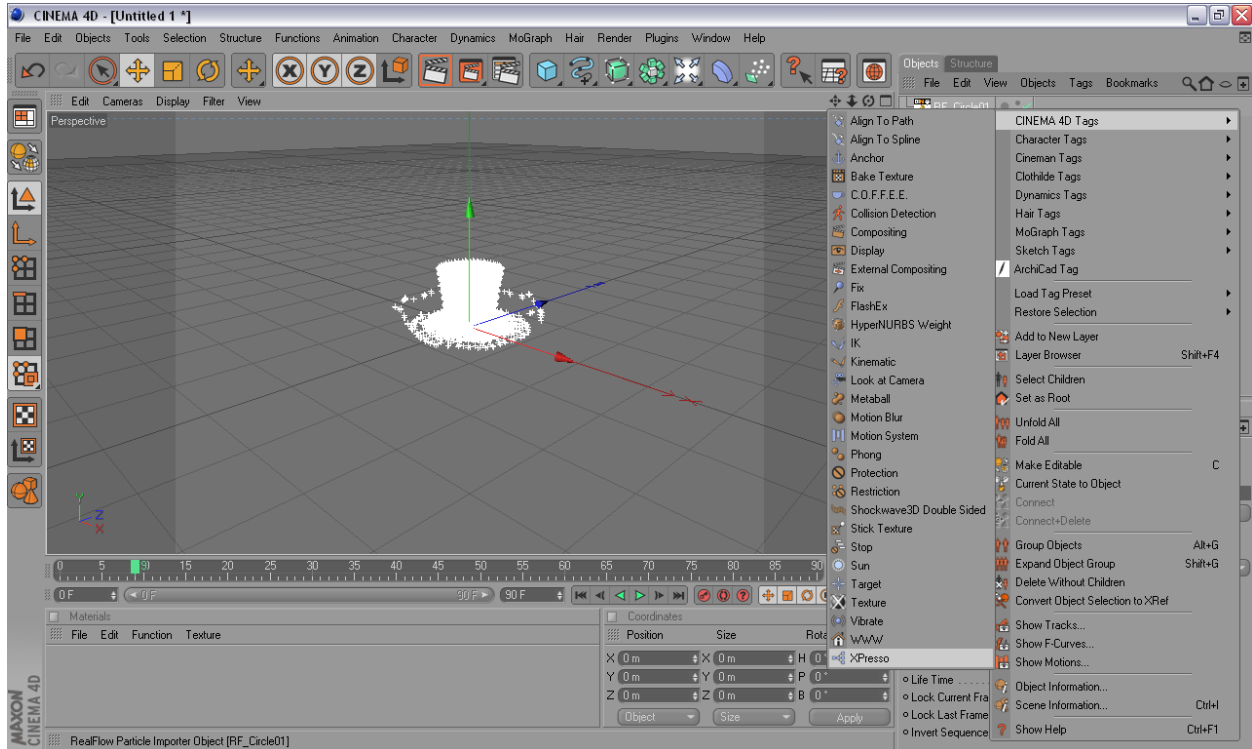 CINEMA 4D - [Untitled 1 *]
File Edit Objects Tools Selection Structure Functions Animation Character Dynamics MoGraph Hair Render Plugins Window Help
Objects Structure
File Edit View Objects Tags Bookmarks
Edit Cameras Display Filter View
RF_Circle01
Perspective
Align To Path
Align To Spline
Anchor
Bake Texture
C.O.F.F.E.E.
Collision Detection
Compositing
Display
External Compositing
Fix
FlashEx
HyperNURBS Weight
IK
Kinematic
Look at Camera
Metaball
Motion Blur
Motion System
Phong
Protection
Restriction
Shockwave3D Double Sided
Stick Texture
Stop
Sun
Target
Texture
Vibrate
WWW
XPresso
CINEMA 4D Tags
Character Tags
Cineman Tags
Clothilde Tags
Dynamics Tags
Hair Tags
MoGraph Tags
Sketch Tags
ArchiCad Tag
Load Tag Preset
Restore Selection
Add to New Layer
Layer Browser Shift+F4
Select Children
Set as Root
Unfold All
Fold All
Make Editable C
Current State to Object
Connect
Connect+Delete
Group Objects Alt+G
Expand Object Group Shift+G
Delete Without Children
Convert Object Selection to XRef
Show Tracks...
Show F-Curves...
Show Motions...
Object Information...
Scene Information... Ctrl+I
Show Help Ctrl+F1
Y
Z
X
0 5 9 15 20 25 30 35 40 45 50 55 60 65 70 75 80 85 90
0 F 0 F 90 F 90 F
Materials
File Edit Function Texture
Coordinates
Position Size
X 0 m X 0 m H 0°
Y 0 m Y 0 m P 0°
Z 0 m Z 0 m B 0°
Object Size Apply
Life Time
Lock Current
Lock Last Frame
Invert Sequence
MAXON
CINEMA 4D
RealFlow Particle Importer Object [RF_Circle01]